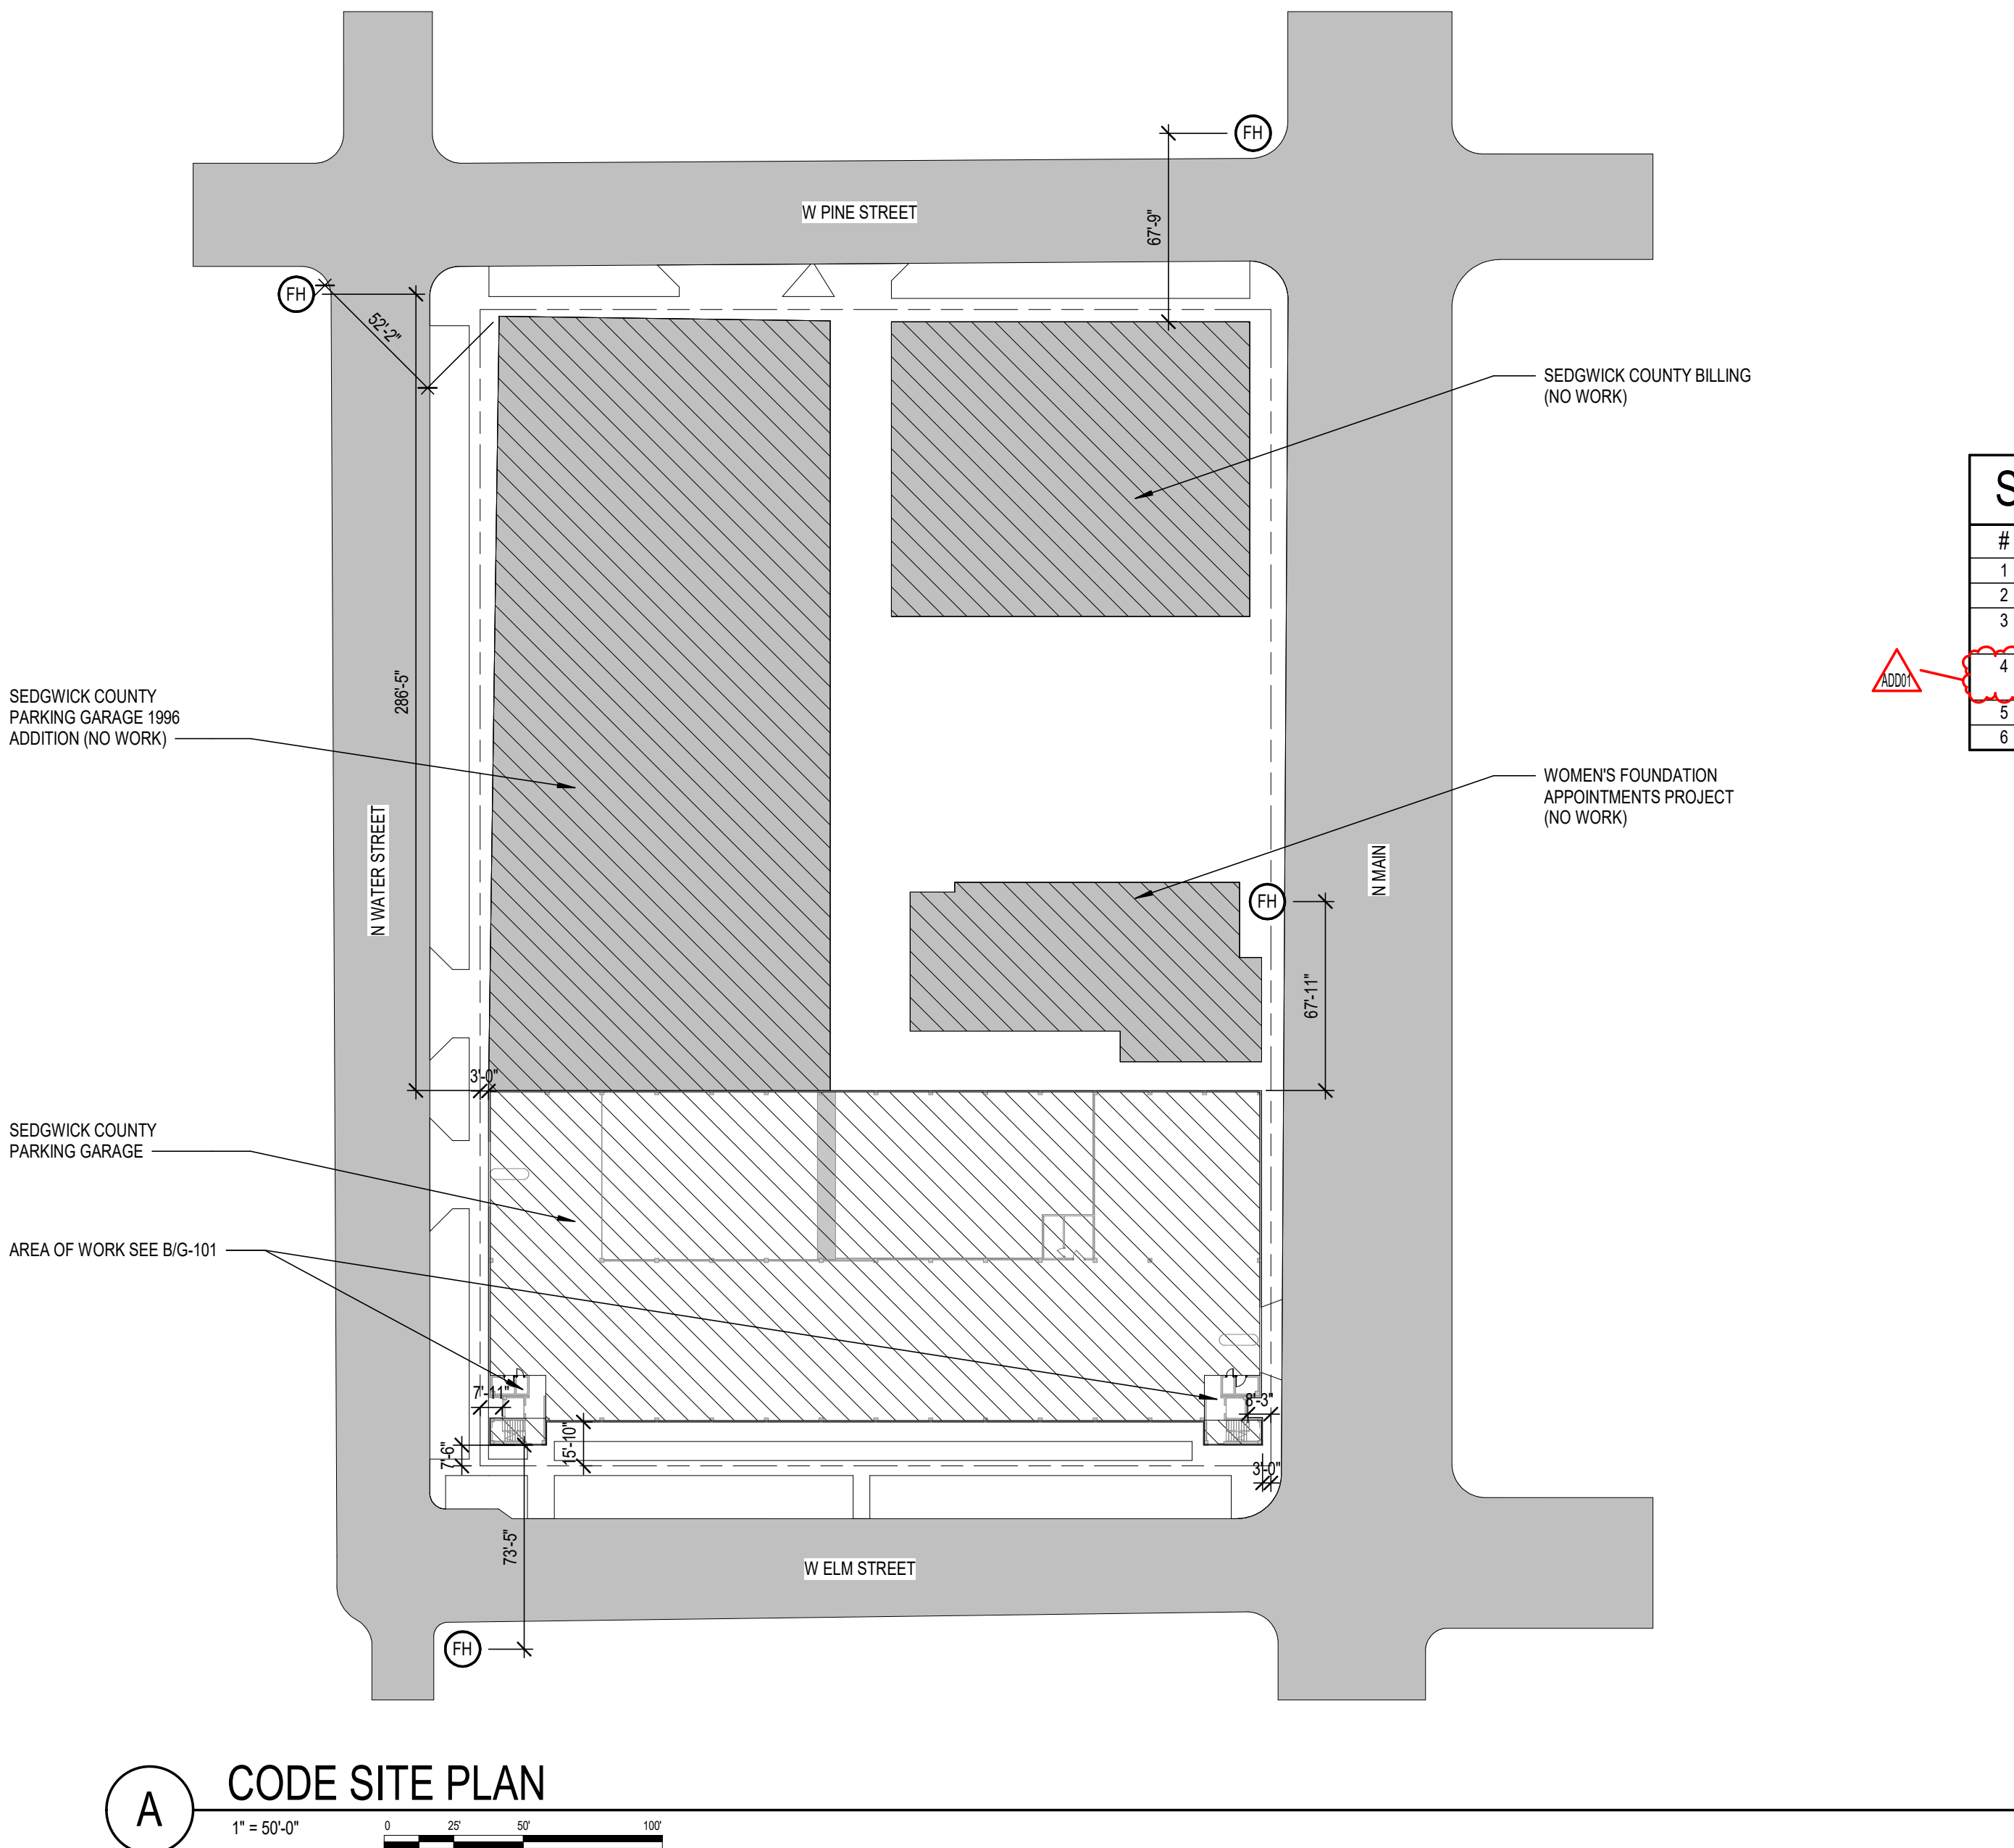 FH
W PINE STREET
67'-9"
FH
52'-2"
SEDGWICK COUNTY BILLING
(NO WORK)
S
#
1
2
3
4
5
6
ADD01
286'-5"
SEDGWICK COUNTY
PARKING GARAGE 1996
ADDITION (NO WORK)
WOMEN'S FOUNDATION
APPOINTMENTS PROJECT
(NO WORK)
N WATER STREET
N MAIN
FH
67'-11"
3'-0"
SEDGWICK COUNTY
PARKING GARAGE
AREA OF WORK SEE B/G-101
7'-11"
8'-3"
7'-6"
15'-10"
3'-0"
73'-5"
W ELM STREET
FH
A
CODE SITE PLAN
1" = 50'-0"
0 25' 50' 100'